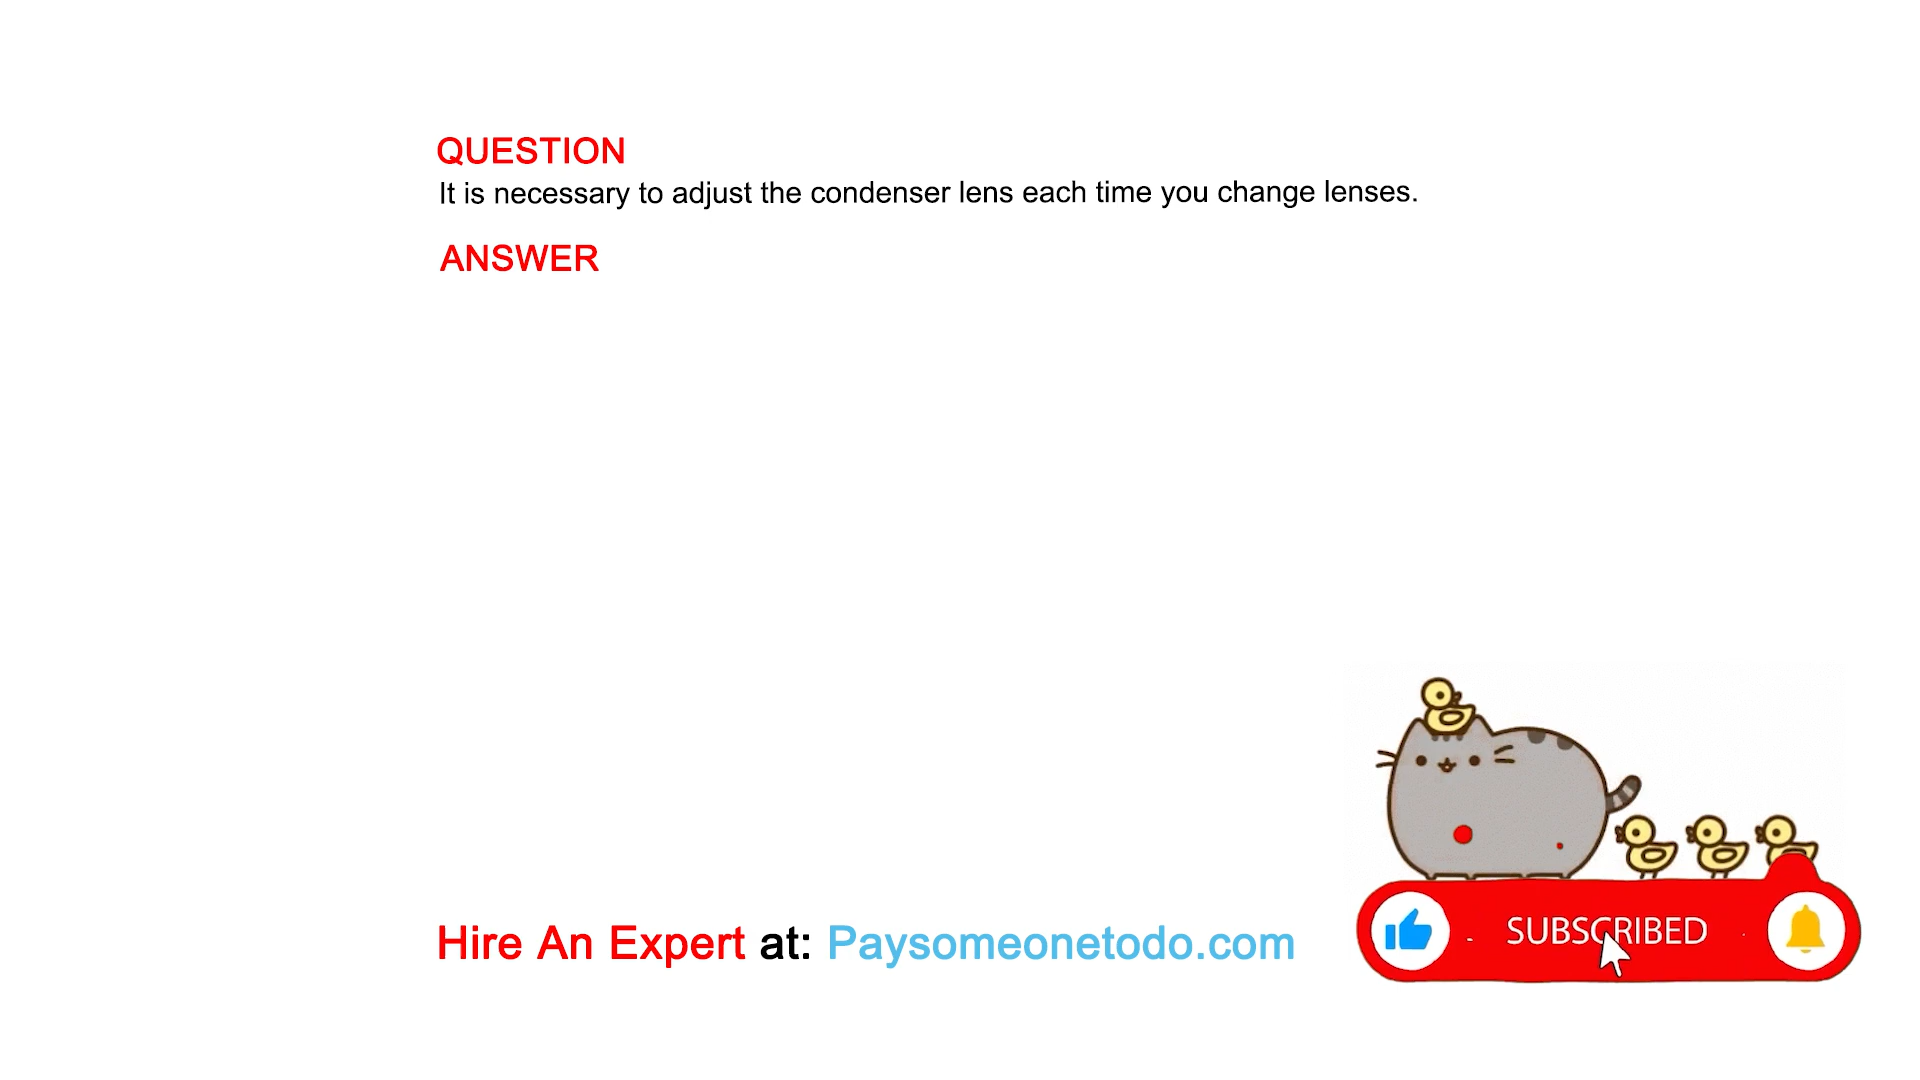 QUESTION
It is necessary to adjust the condenser lens each time you change lenses.
ANSWER
Hire An Expert at: Paysomeonetodo.com
SUBSCRIBED